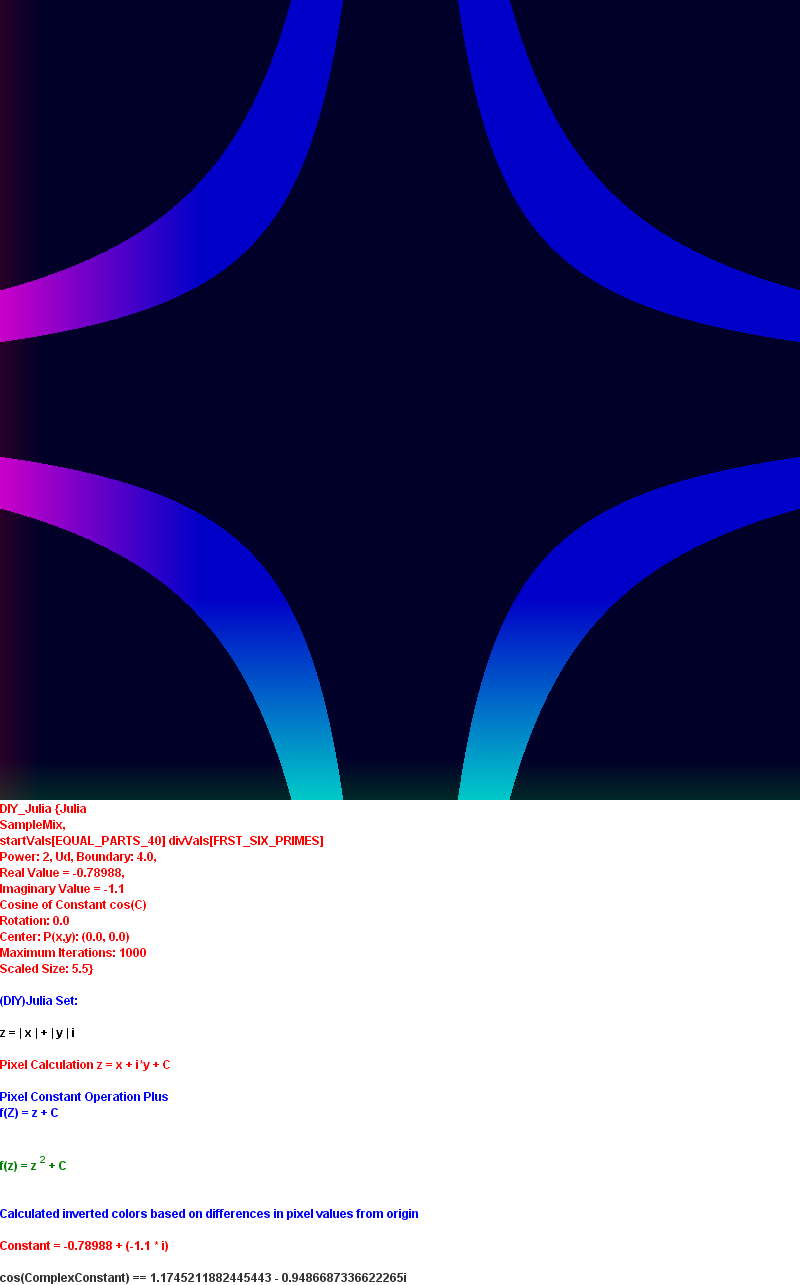 DIY_Julia {Julia
SampleMix,
startVals[EQUAL_PARTS_40] divVals[FRST_SIX_PRIMES]
Power: 2, Ud, Boundary: 4.0,
Real Value = -0.78988,
Imaginary Value = -1.1
Cosine of Constant cos(C)
Rotation: 0.0
Center: P(x,y): (0.0, 0.0)
Maximum Iterations: 1000
Scaled Size: 5.5}
(DIY)Julia Set:
z = | x | + | y | i
Pixel Calculation z = x + i*y + C
Pixel Constant Operation Plus
f(Z) = z + C
f(z) = z ² + C
Calculated inverted colors based on differences in pixel values from origin
Constant = -0.78988 + (-1.1 * i)
cos(ComplexConstant) == 1.1745211882445443 - 0.9486687336622265i